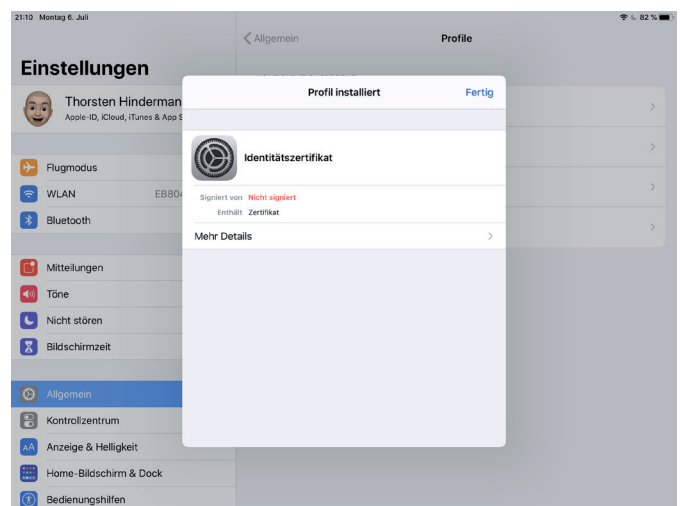 21:10 Montag 6. Juli
82 %
Allgemein
Profile
Einstellungen
Thorsten Hinderman
Apple-ID, iCloud, iTunes & App S
Flugmodus
WLAN EB804
Bluetooth
Mitteilungen
Töne
Nicht stören
Bildschirmzeit
Allgemein
Kontrollzentrum
Anzeige & Helligkeit
Home-Bildschirm & Dock
Bedienungshilfen
Profil installiert
Fertig
Identitätszertifikat
Signiert von Nicht signiert
Enthält Zertifikat
Mehr Details